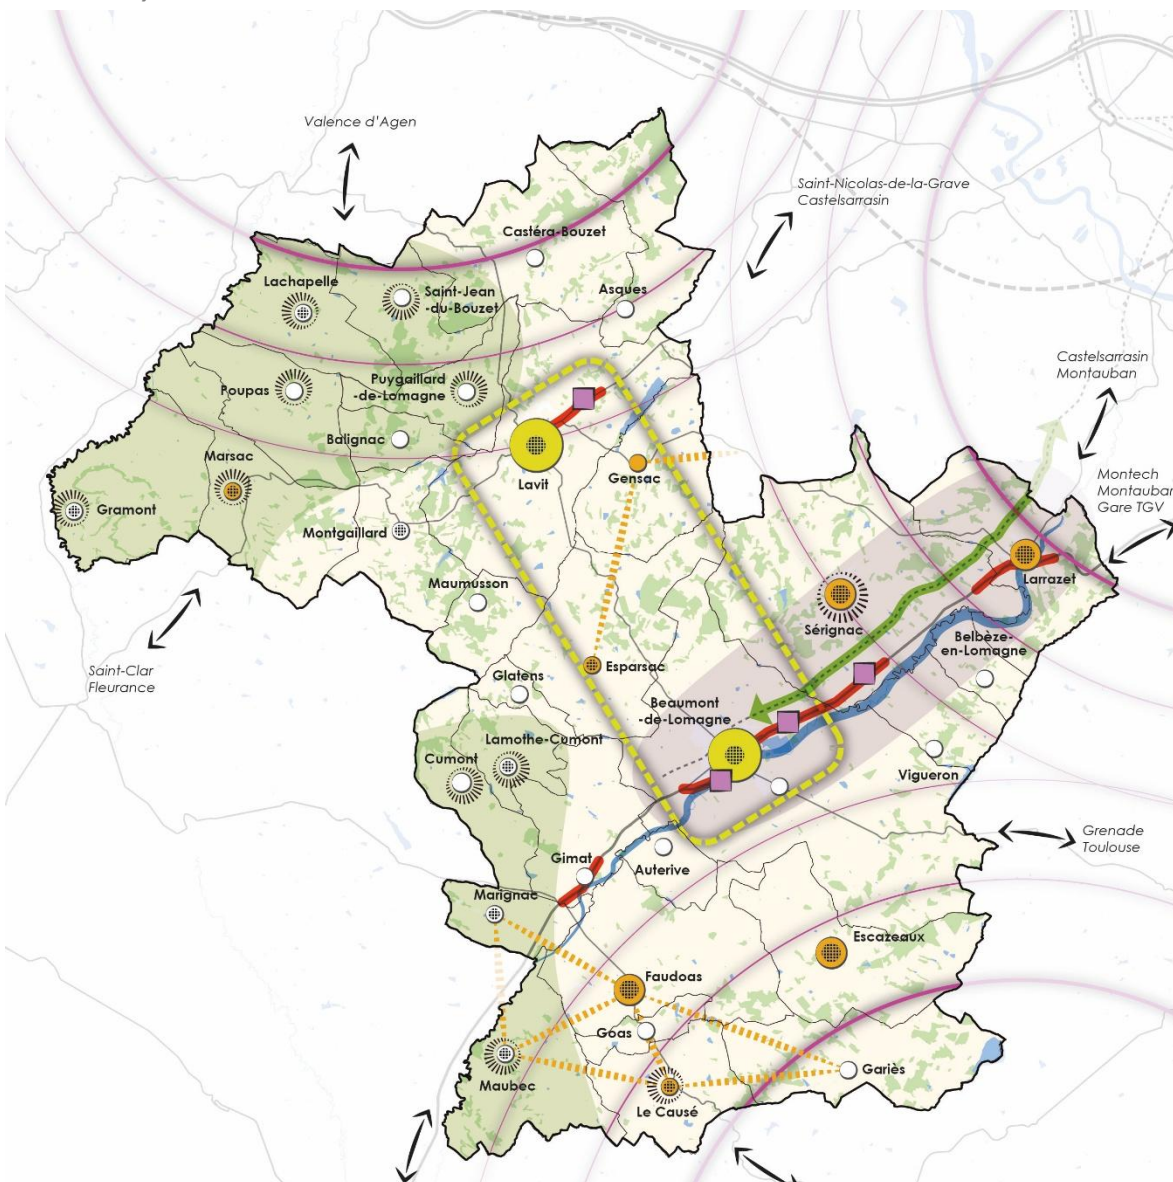 Valence d'Agen
Saint-Nicolas-de-la-Grave
Castelsarrasin
Castéra-Bouzet
Lachapelle
Saint-Jean
-du-Bouzet
Asques
Castelsarrasin
Montauban
Poupas
Puygaillard
-de-Lomagne
Balignac
Marsac
Lavit
Gensac
Gramont
Montgaillard
Montech
Montauban
Gare TGV
Larrazet
Maumusson
Sérignac
Belbèze-
en-Lomagne
Saint-Clar
Fleurance
Esparsac
Glatens
Beaumont
-de-Lomagne
Lamothe-Cumont
Cumont
Vigueron
Grenade
Toulouse
Gimat
Auterive
Marignac
Escazeaux
Faudoas
Goas
Maubec
Gariès
Le Causé